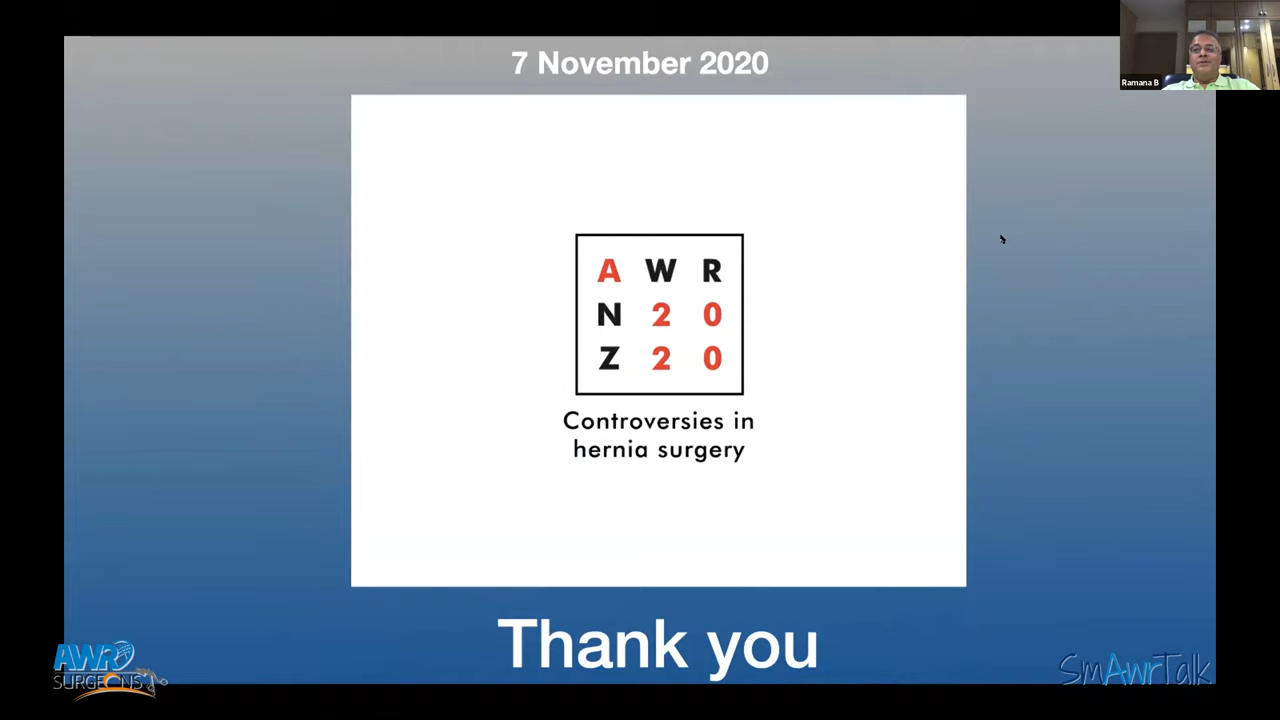 7 November 2020
Ramana B
A W R
N 2 0
Z 2 0
Controversies in
hernia surgery
Thank you
AWR
SURGEONS
SmAwrTalk